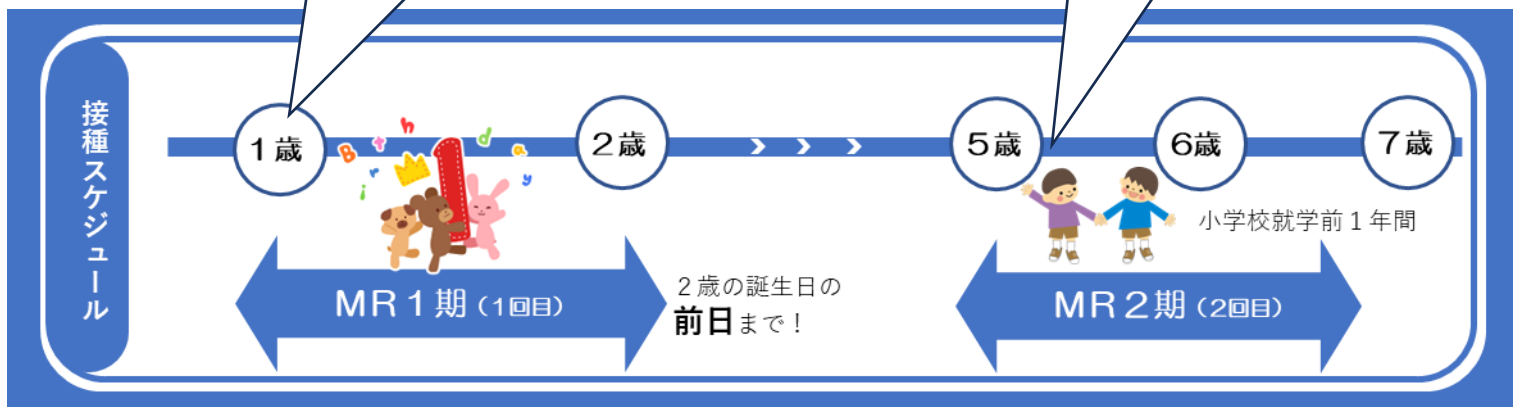 接種スケジュール
1歳
Birthday
2歳
> > >
5歳
6歳
7歳
小学校就学前1年間
MR1期(1回目)
2歳の誕生日の
前日まで！
MR2期(2回目)